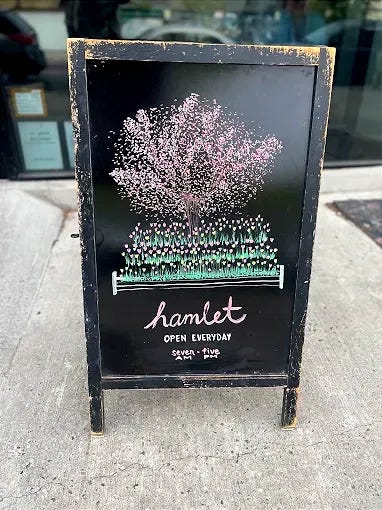 hamlet
OPEN EVERYDAY
seven - five
AM PM